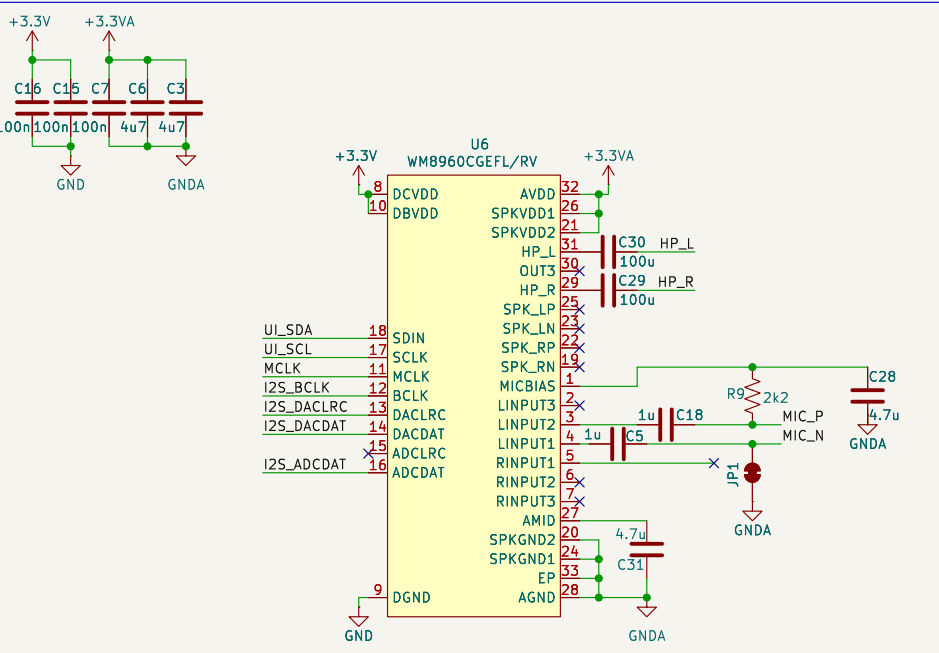 +3.3V +3.3VA
C16 C15 C7 C6 C3
00n 100n 100n 4u7 4u7
GND GNDA
U6
WM8960CGEFL/RV
+3.3V +3.3VA
8 DCVDD AVDD 32
10 DBVDD SPKVDD1 26
SPKVDD2 21
HP_L 31 C30 100u HP_L
OUT3 30
HP_R 29 C29 100u HP_R
SPK_LP 25
SPK_LN 23
UI_SDA 18 SDIN SPK_RP 22
UI_SCL 17 SCLK SPK_RN 19
MCLK 11 MCLK MICBIAS 1
I2S_BCLK 12 BCLK LINPUT3 2 R9 2k2 C28 4.7u
I2S_DACLRC 13 DACLRC LINPUT2 3 1u C18 MIC_P
I2S_DACDAT 14 DACDAT LINPUT1 4 1u C5 MIC_N GNDA
15 ADCLRC RINPUT1 5
I2S_ADCDAT 16 ADCDAT RINPUT2 6 JP1
RINPUT3 7
AMID 27 GNDA
SPKGND2 20 4.7u
SPKGND1 24 C31
EP 33
9 DGND AGND 28
GND GNDA